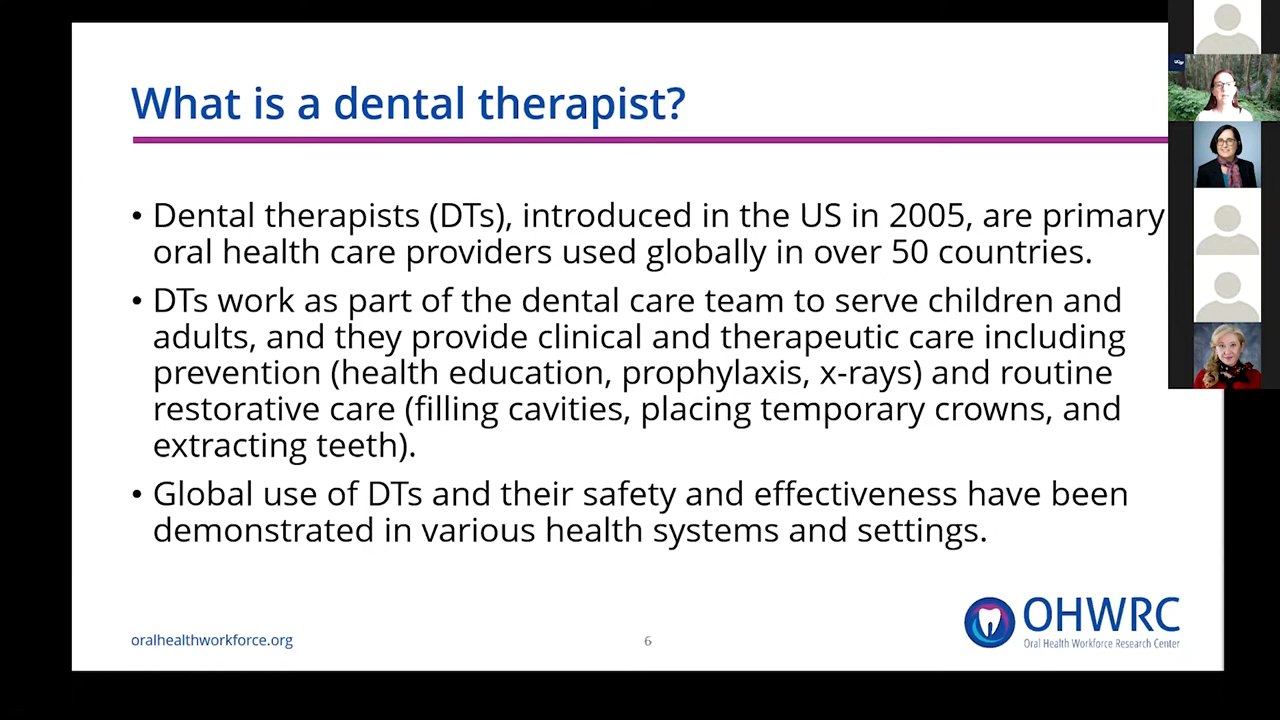 What is a dental therapist?
• Dental therapists (DTs), introduced in the US in 2005, are primary
oral health care providers used globally in over 50 countries.
• DTs work as part of the dental care team to serve children and
adults, and they provide clinical and therapeutic care including
prevention (health education, prophylaxis, x-rays) and routine
restorative care (filling cavities, placing temporary crowns, and
extracting teeth).
• Global use of DTs and their safety and effectiveness have been
demonstrated in various health systems and settings.
oralhealthworkforce.org
6
OHWRC
Oral Health Workforce Research Center